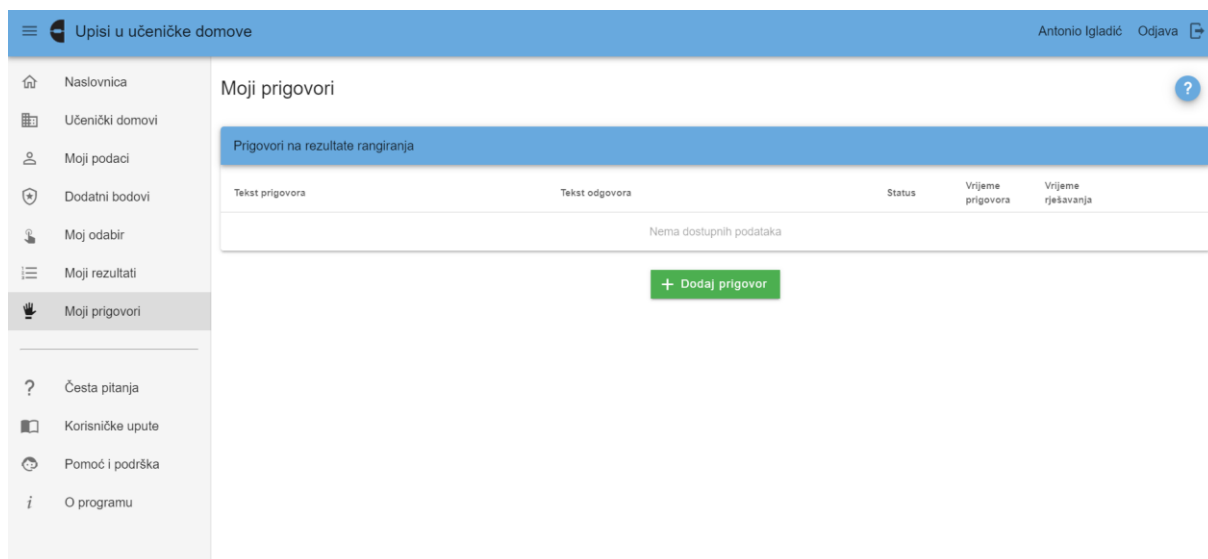 Upisi u učeničke domove
Antonio Igladić Odjava
Naslovnica
Učenički domovi
Moji podaci
Dodatni bodovi
Moj odabir
Moji rezultati
Moji prigovori
Česta pitanja
Korisničke upute
Pomoć i podrška
O programu
Moji prigovori
?
Prigovori na rezultate rangiranja
Tekst prigovora Tekst odgovora Status Vrijeme prigovora Vrijeme rješavanja
Nema dostupnih podataka
+ Dodaj prigovor